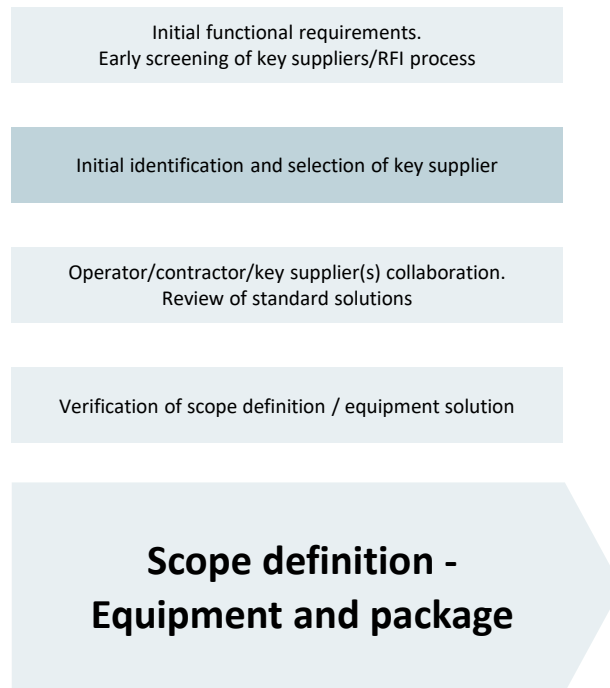 Initial functional requirements.
Early screening of key suppliers/RFI process
Initial identification and selection of key supplier
Operator/contractor/key supplier(s) collaboration.
Review of standard solutions
Verification of scope definition / equipment solution
Scope definition -
Equipment and package